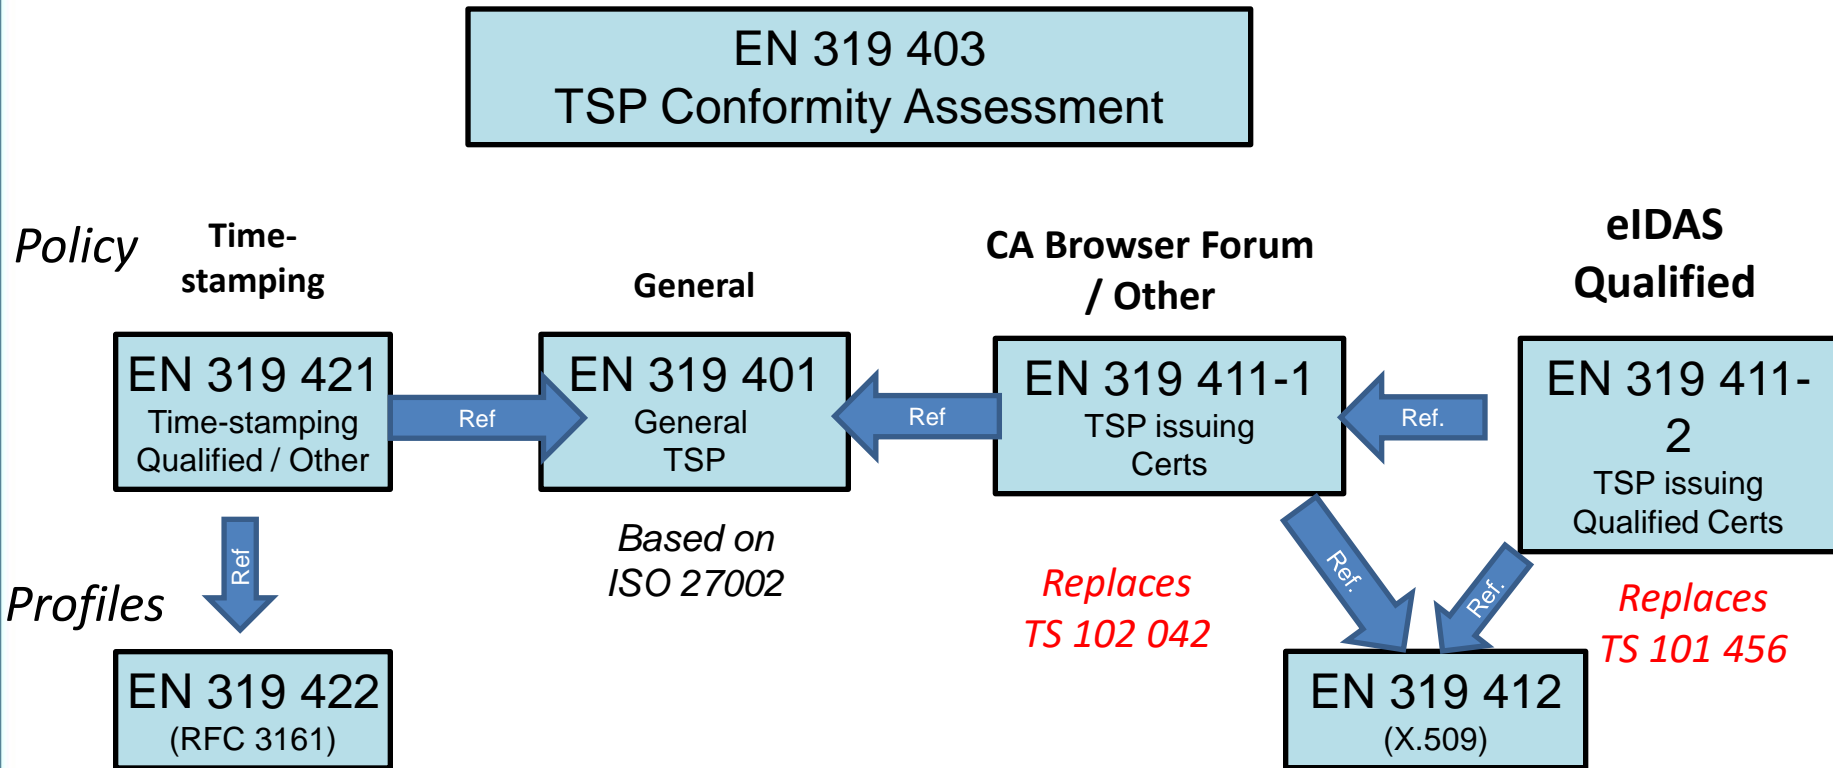 EN 319 403
TSP Conformity Assessment
Policy
Time-
stamping
General
CA Browser Forum
/ Other
eIDAS
Qualified
EN 319 421
Time-stamping
Qualified / Other
Ref
EN 319 401
General
TSP
Ref
EN 319 411-1
TSP issuing
Certs
Ref.
EN 319 411-
2
TSP issuing
Qualified Certs
Based on
ISO 27002
Ref
Ref.
Ref.
Replaces
TS 102 042
Replaces
TS 101 456
Profiles
EN 319 422
(RFC 3161)
EN 319 412
(X.509)